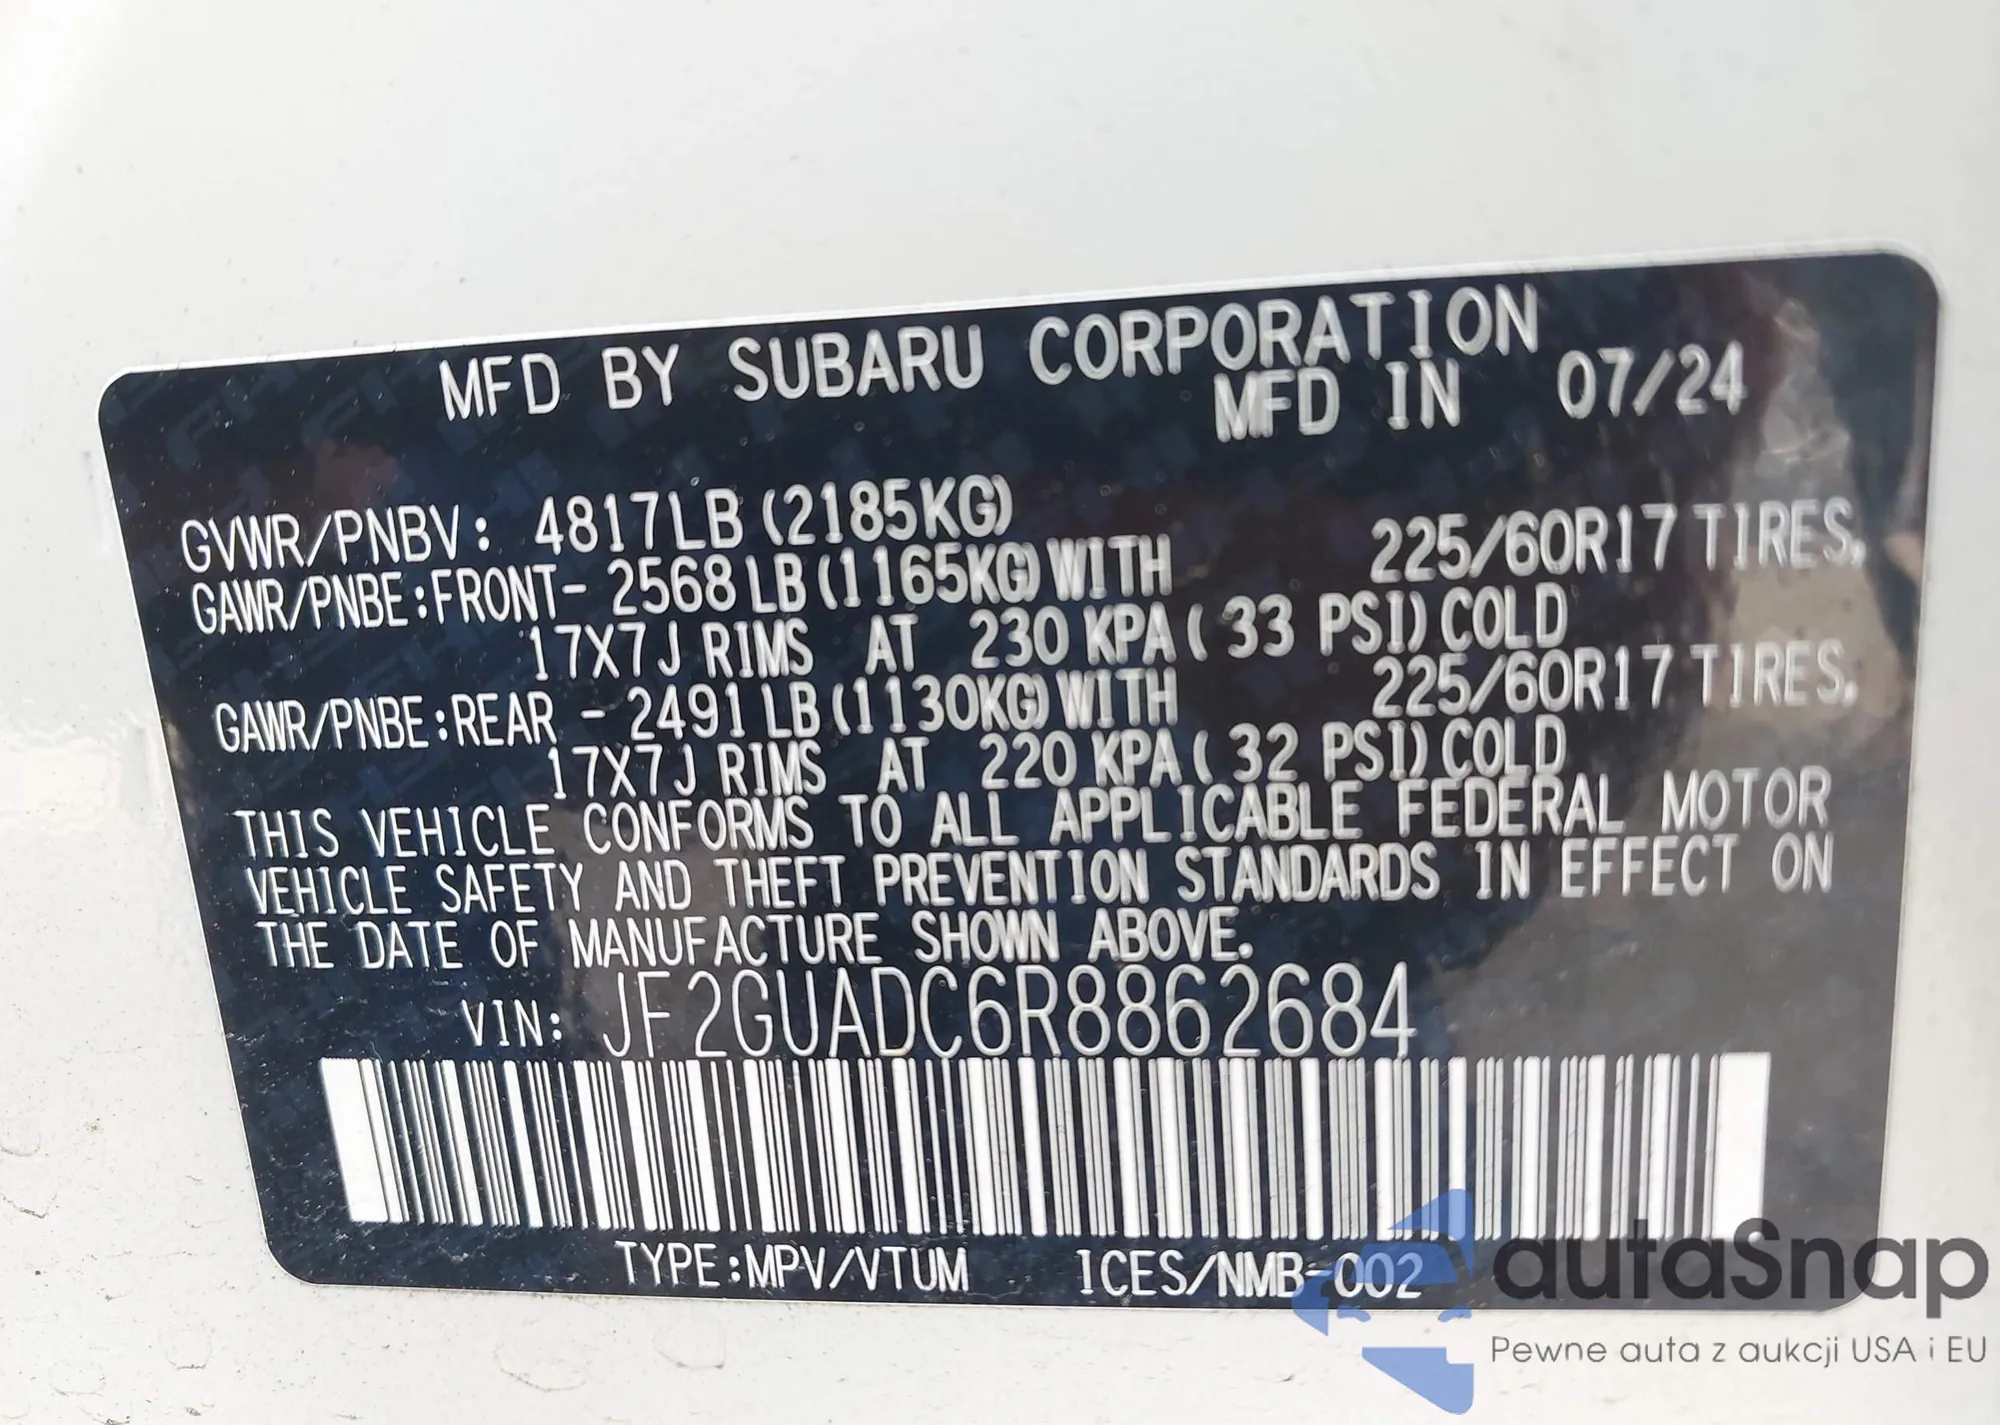 MFD BY SUBARU CORPORATION
MFD IN 07/24
GVWR/PNBV: 4817LB (2185KG)
GAWR/PNBE:FRONT- 2568LB(1165KG)WITH 225/60R17 TIRES,
17X7J RIMS AT 230 KPA( 33 PSI)COLD
GAWR/PNBE:REAR - 2491LB(1130KG)WITH 225/60R17 TIRES,
17X7J RIMS AT 220 KPA( 32 PSI)COLD
THIS VEHICLE CONFORMS TO ALL APPLICABLE FEDERAL MOTOR
VEHICLE SAFETY AND THEFT PREVENTION STANDARDS IN EFFECT ON
THE DATE OF MANUFACTURE SHOWN ABOVE.
VIN: JF2GUADC6R8862684
TYPE:MPV/VTUM ICES/NMB-002
autaSnap
Pewne auta z aukcji USA i EU